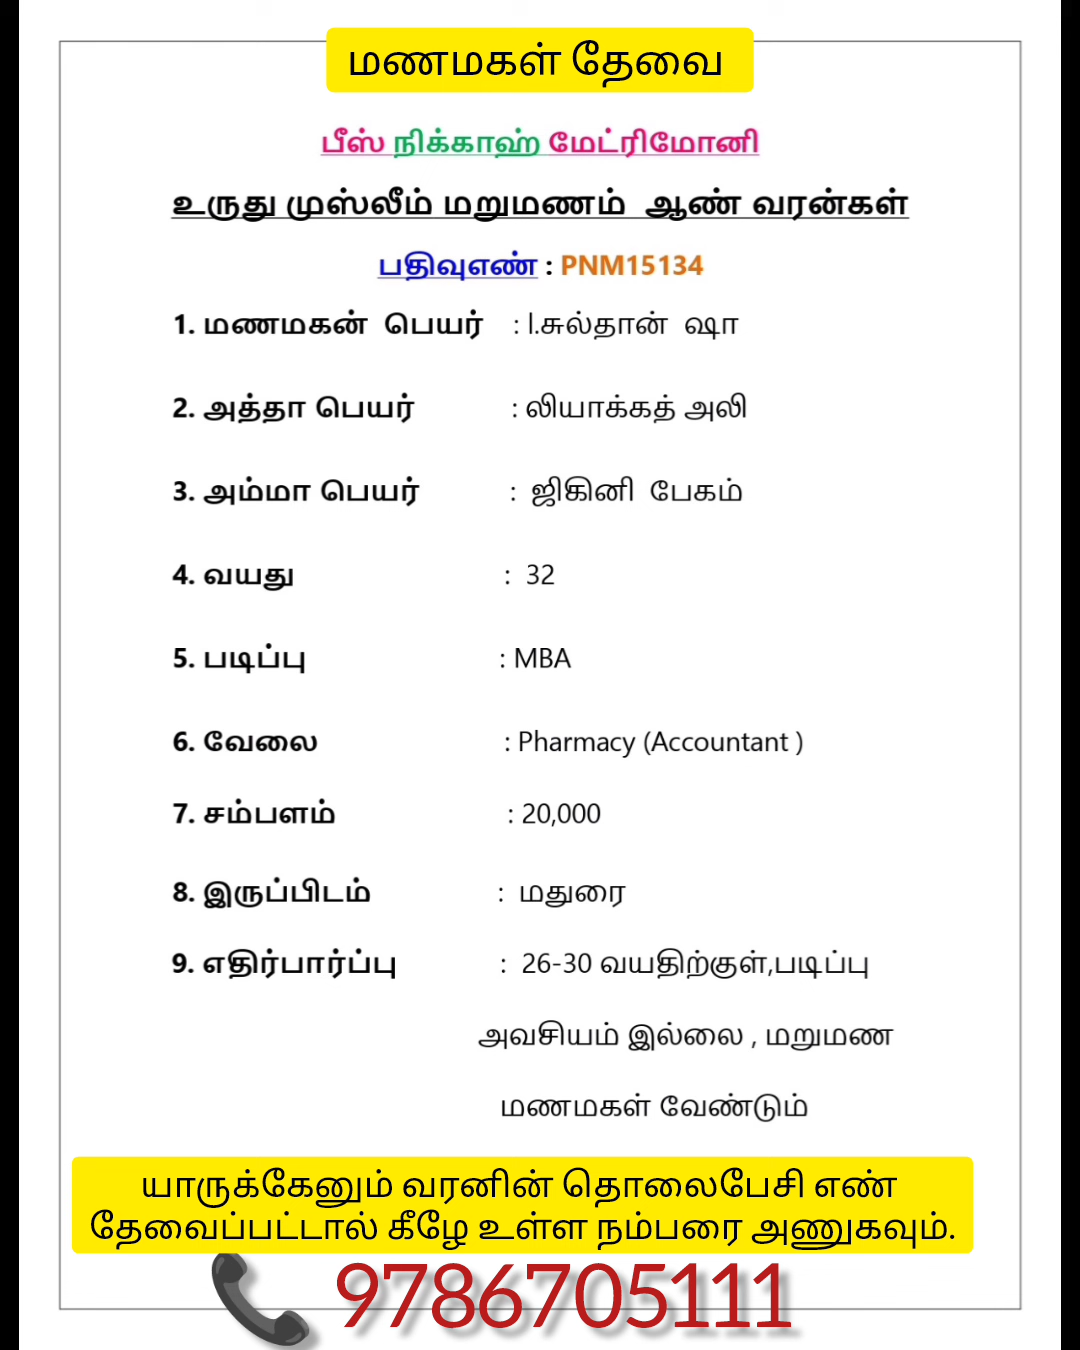 மணமகள் தேவை
பீஸ் நிக்காஹ் மேட்ரிமோனி
உருது முஸ்லீம் மறுமணம் ஆண் வரன்கள்
பதிவுஎண் : PNM15134
1. மணமகன் பெயர் : l.சுல்தான் ஷா
2. அத்தா பெயர் : லியாக்கத் அலி
3. அம்மா பெயர் : ஜிகினி பேகம்
4. வயது : 32
5. படிப்பு : MBA
6. வேலை : Pharmacy (Accountant )
7. சம்பளம் : 20,000
8. இருப்பிடம் : மதுரை
9. எதிர்பார்ப்பு : 26-30 வயதிற்குள்,படிப்பு
அவசியம் இல்லை , மறுமண
மணமகள் வேண்டும்
யாருக்கேனும் வரனின் தொலைபேசி எண்
தேவைப்பட்டால் கீழே உள்ள நம்பரை அணுகவும்.
9786705111